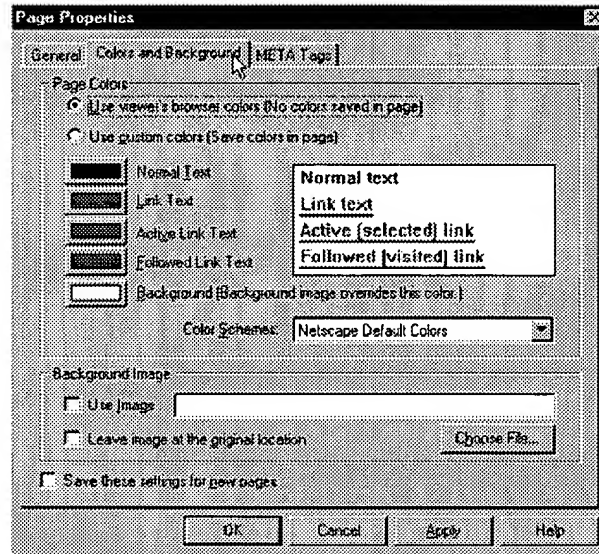 Page Properties
General Colors and Background META Tags
Page Colors
Use viewer's browser colors (No colors saved in page)
Use custom colors (Save colors in page)
Normal Text
Link Text
Active Link Text
Followed Link Text
Background (Background image overrides this color.)
Normal text
Link text
Active (selected) link
Followed (visited) link
Color Schemes: Netscape Default Colors
Background Image
Use Image
Leave image at the original location
Choose File...
Save these settings for new pages
OK Cancel Apply Help